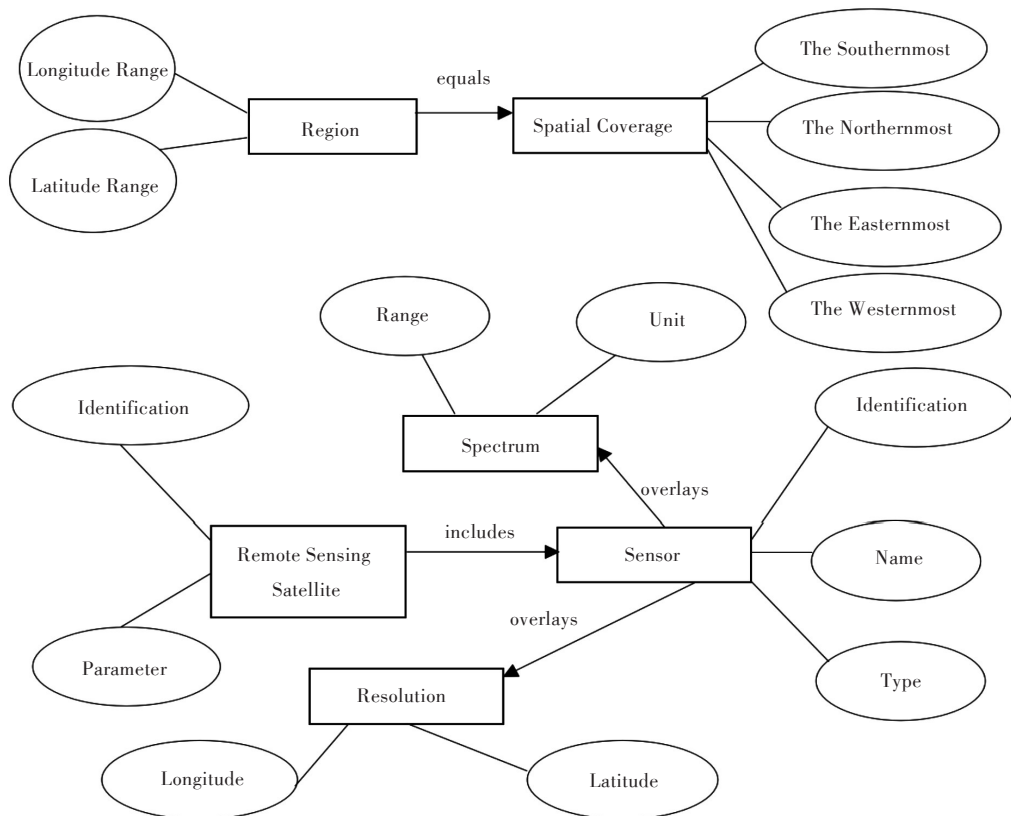 The Southernmost
Longitude Range
equals
Region
Spatial Coverage
The Northernmost
Latitude Range
The Easternmost
Range
Unit
The Westernmost
Identification
Identification
Spectrum
overlays
includes
Remote Sensing
Satellite
Sensor
Name
overlays
Parameter
Resolution
Type
Longitude
Latitude